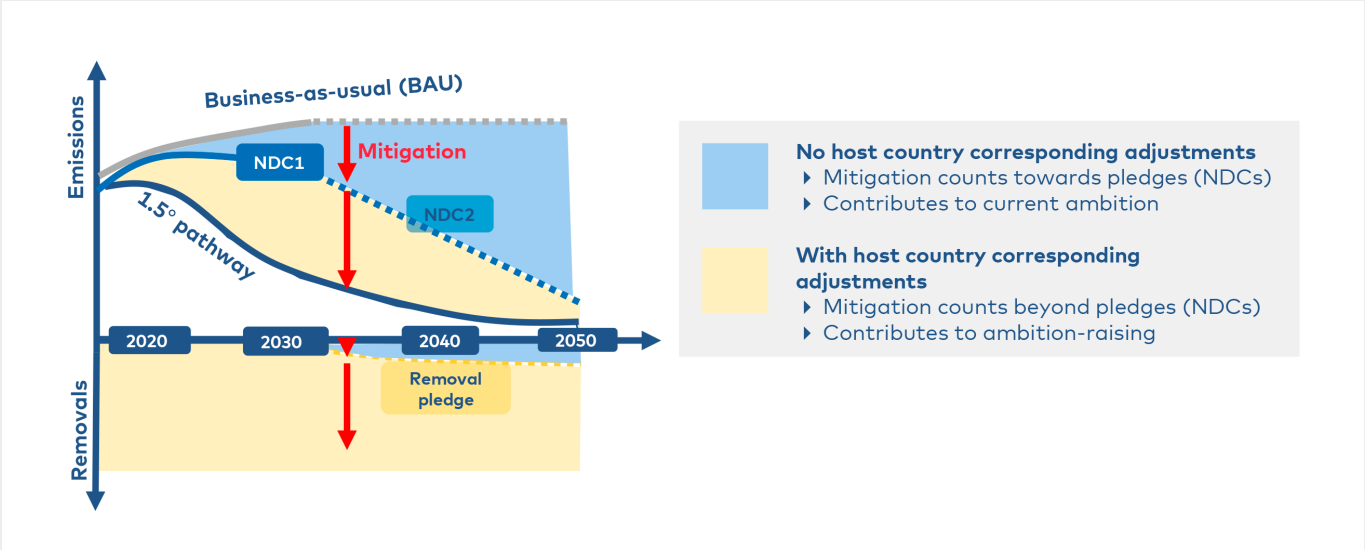 Business-as-usual (BAU)
Emissions
NDC1
Mitigation
1.5° pathway
NDC2
2020
2030
2040
2050
Removals
Removal
pledge
No host country corresponding adjustments
Mitigation counts towards pledges (NDCs)
Contributes to current ambition
With host country corresponding
adjustments
Mitigation counts beyond pledges (NDCs)
Contributes to ambition-raising